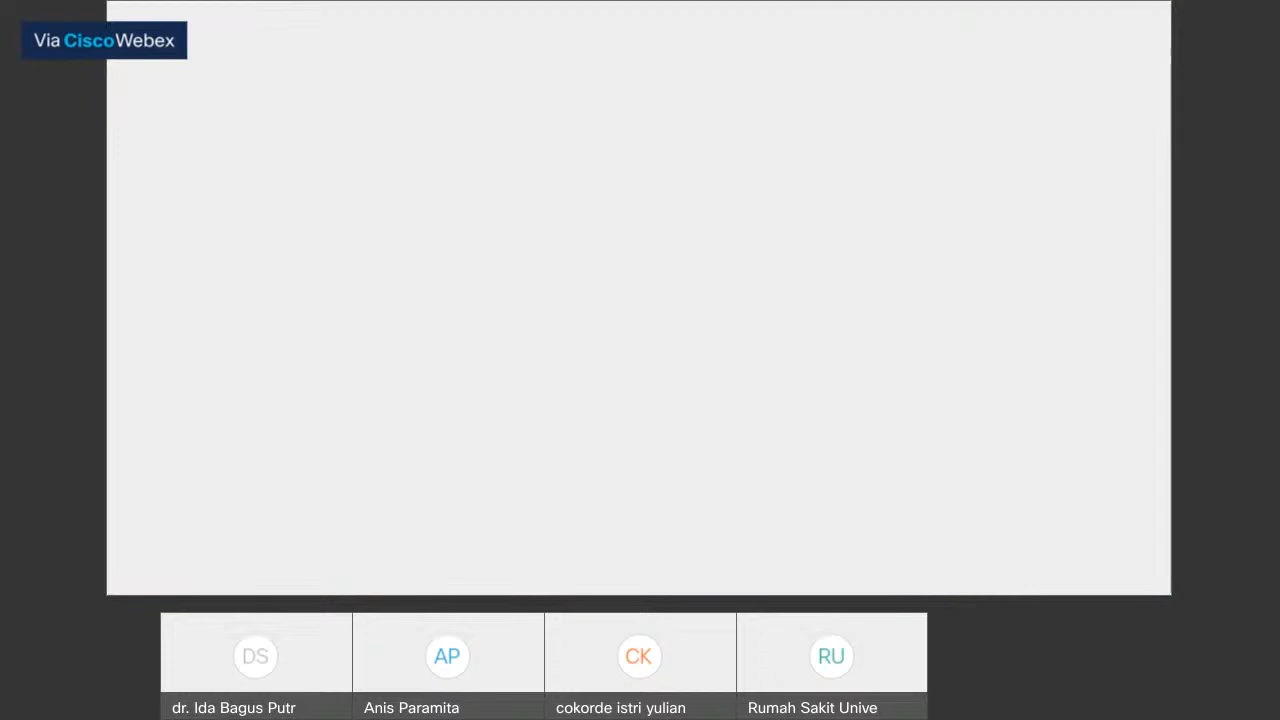 Via CiscoWebex
DS
AP
CK
RU
dr. Ida Bagus Putr
Anis Paramita
cokorde istri yulian
Rumah Sakit Unive